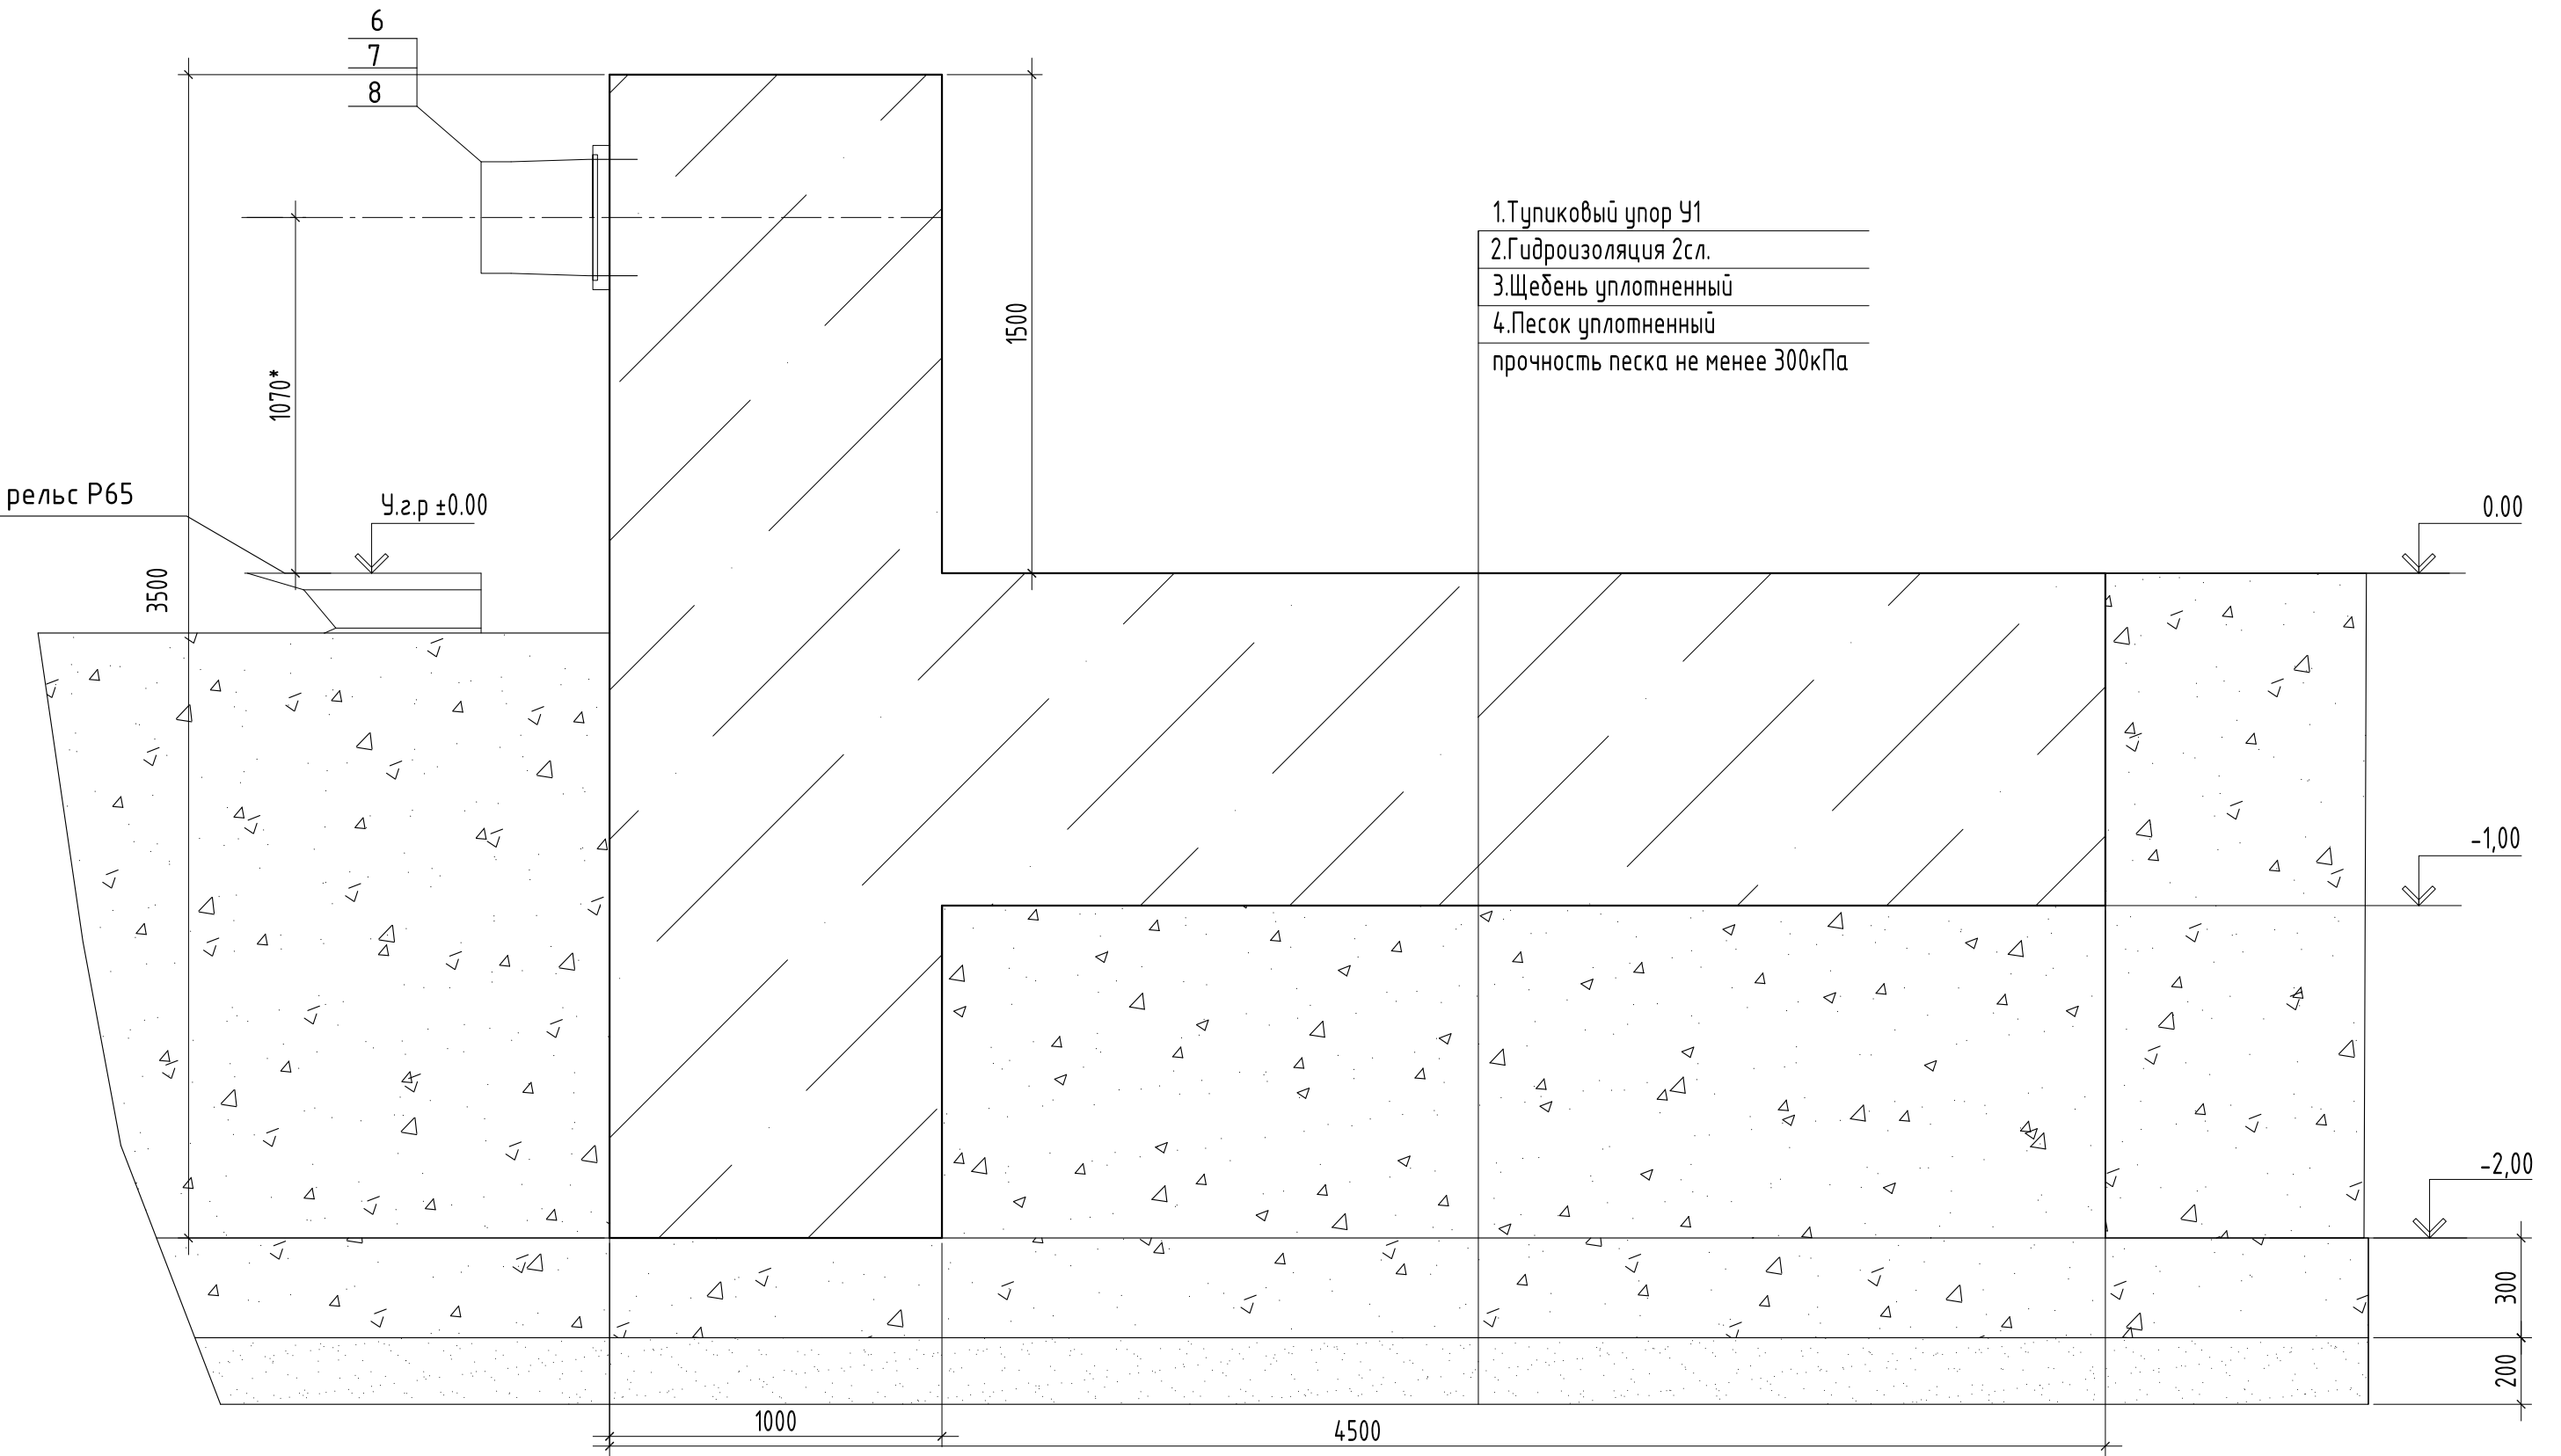 6
7
8
1.Тупиковый упор У1
2.Гидроизоляция 2сл.
3.Щебень уплотненный
4.Песок уплотненный
прочность песка не менее 300кПа
1500
1070*
рельс Р65
У.г.р ±0.00
0.00
3500
-1,00
-2,00
300
200
1000
4500